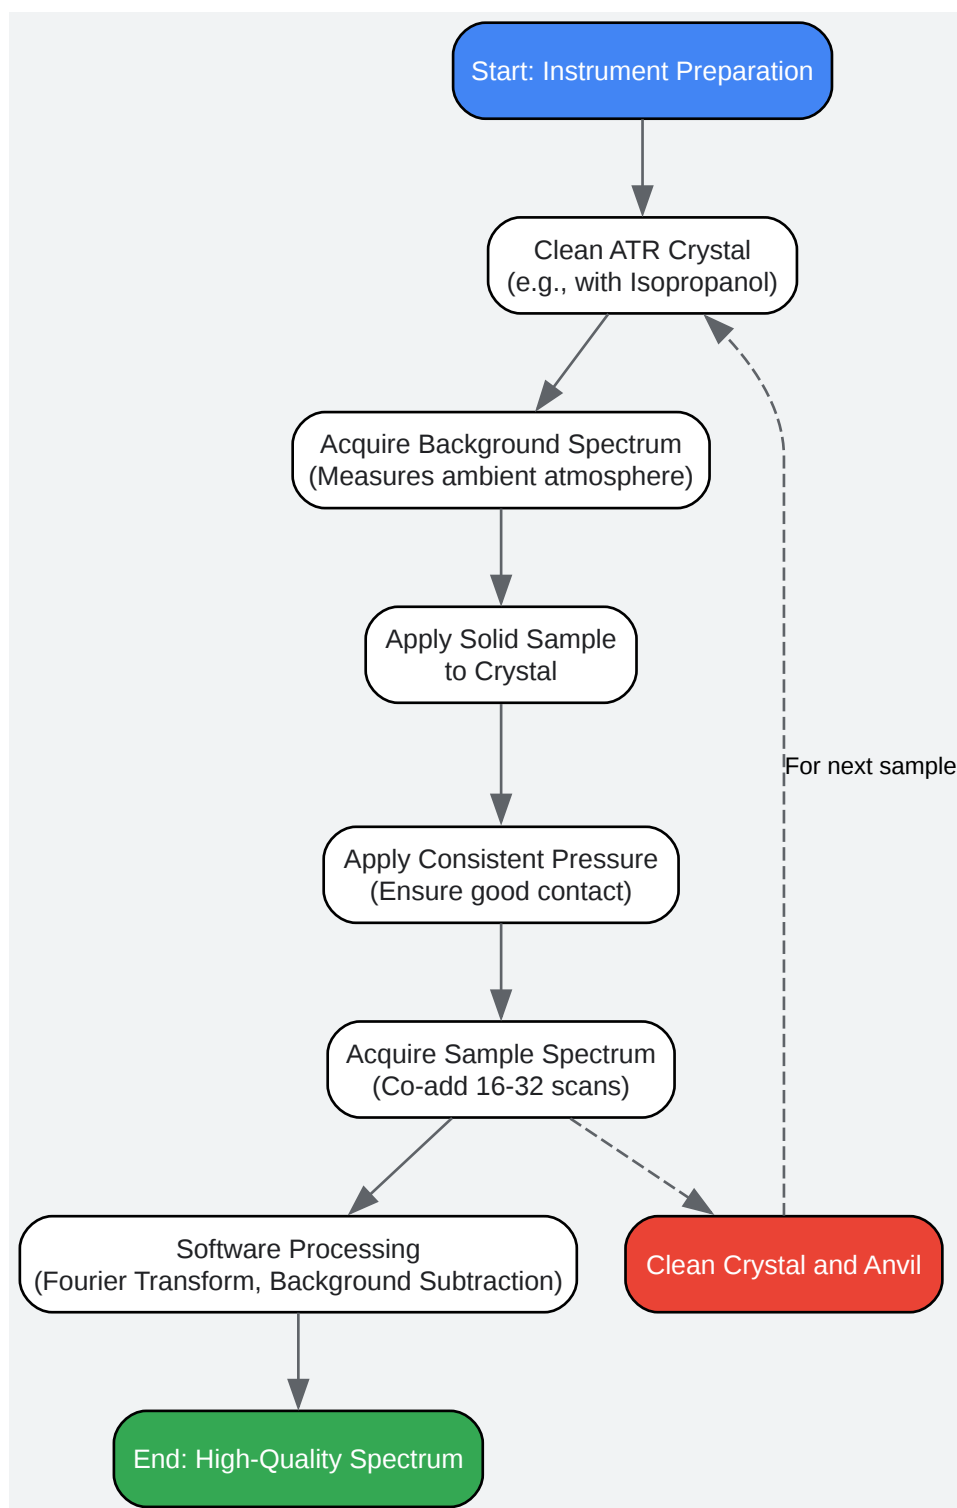 Start: Instrument Preparation
Clean ATR Crystal
(e.g., with Isopropanol)
Acquire Background Spectrum
(Measures ambient atmosphere)
Apply Solid Sample
to Crystal
For next sample
Apply Consistent Pressure
(Ensure good contact)
Acquire Sample Spectrum
(Co-add 16-32 scans)
Software Processing
(Fourier Transform, Background Subtraction)
Clean Crystal and Anvil
End: High-Quality Spectrum